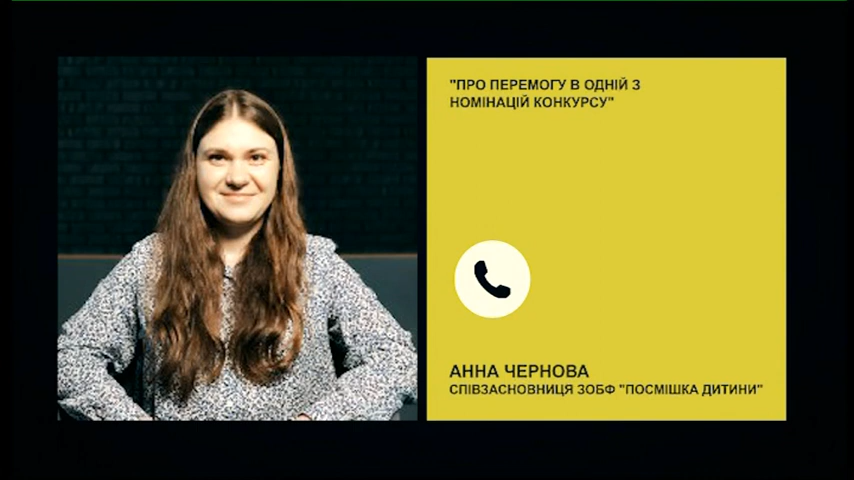 "ПРО ПЕРЕМОГУ В ОДНІЙ З
НОМІНАЦІЙ КОНКУРСУ"
АННА ЧЕРНОВА
СПІВЗАСНОВНИЦЯ ЗОБФ "ПОСМІШКА ДИТИНИ"